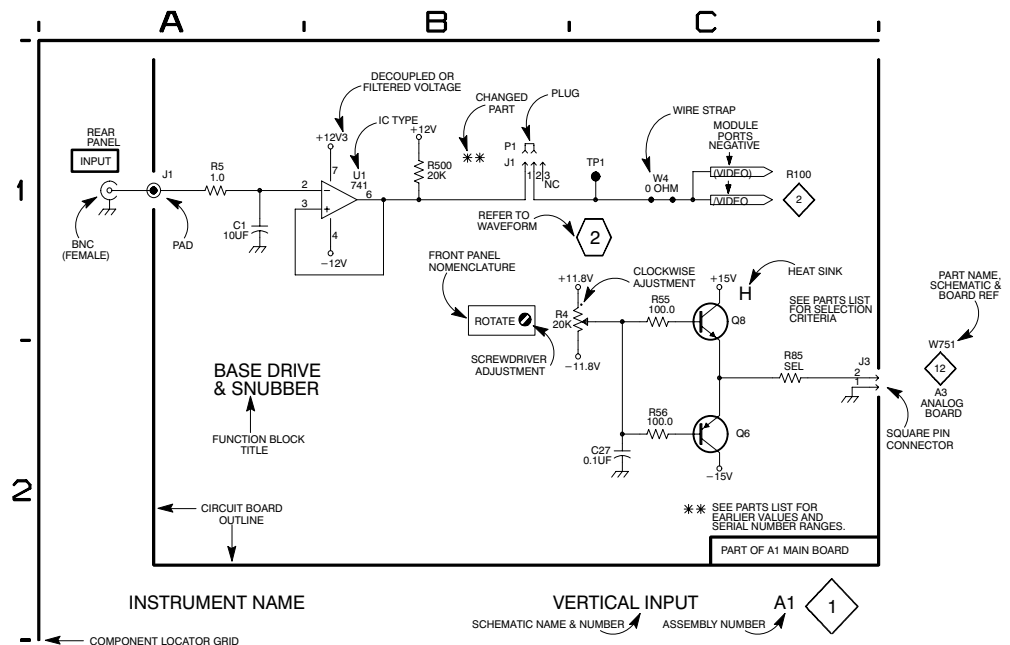 A B C
DECOUPLED OR
FILTERED VOLTAGE
CHANGED
PART
PLUG
IC TYPE
WIRE STRAP
REAR
PANEL
INPUT
+12V3
+12V
MODULE
PORTS
NEGATIVE
P1
J1
1 2 3
NC
TP1
W4
0 OHM
(VIDEO)
(VIDEO
R100
2
1
J1
R5
1.0
7
U1
741
2
3
6
4
−
+
−12V
R500
20K
**
C1
10UF
BNC
(FEMALE)
PAD
REFER TO
WAVEFORM
2
FRONT PANEL
NOMENCLATURE
CLOCKWISE
AJUSTMENT
HEAT SINK
PART NAME,
SCHEMATIC &
BOARD REF
+11.8V
+15V
H
R55
100.0
SEE PARTS LIST
FOR SELECTION
CRITERIA
ROTATE
R4
20K
Q8
SCREWDRIVER
ADJUSTMENT
−11.8V
W751
12
A3
ANALOG
BOARD
R85
SEL
J3
2
1
BASE DRIVE
& SNUBBER
FUNCTION BLOCK
TITLE
R56
100.0
Q6
SQUARE PIN
CONNECTOR
C27
0.1UF
−15V
2
CIRCUIT BOARD
OUTLINE
** SEE PARTS LIST FOR
EARLIER VALUES AND
SERIAL NUMBER RANGES.
PART OF A1 MAIN BOARD
INSTRUMENT NAME
VERTICAL INPUT A1 1
SCHEMATIC NAME & NUMBER ASSEMBLY NUMBER
COMPONENT LOCATOR GRID